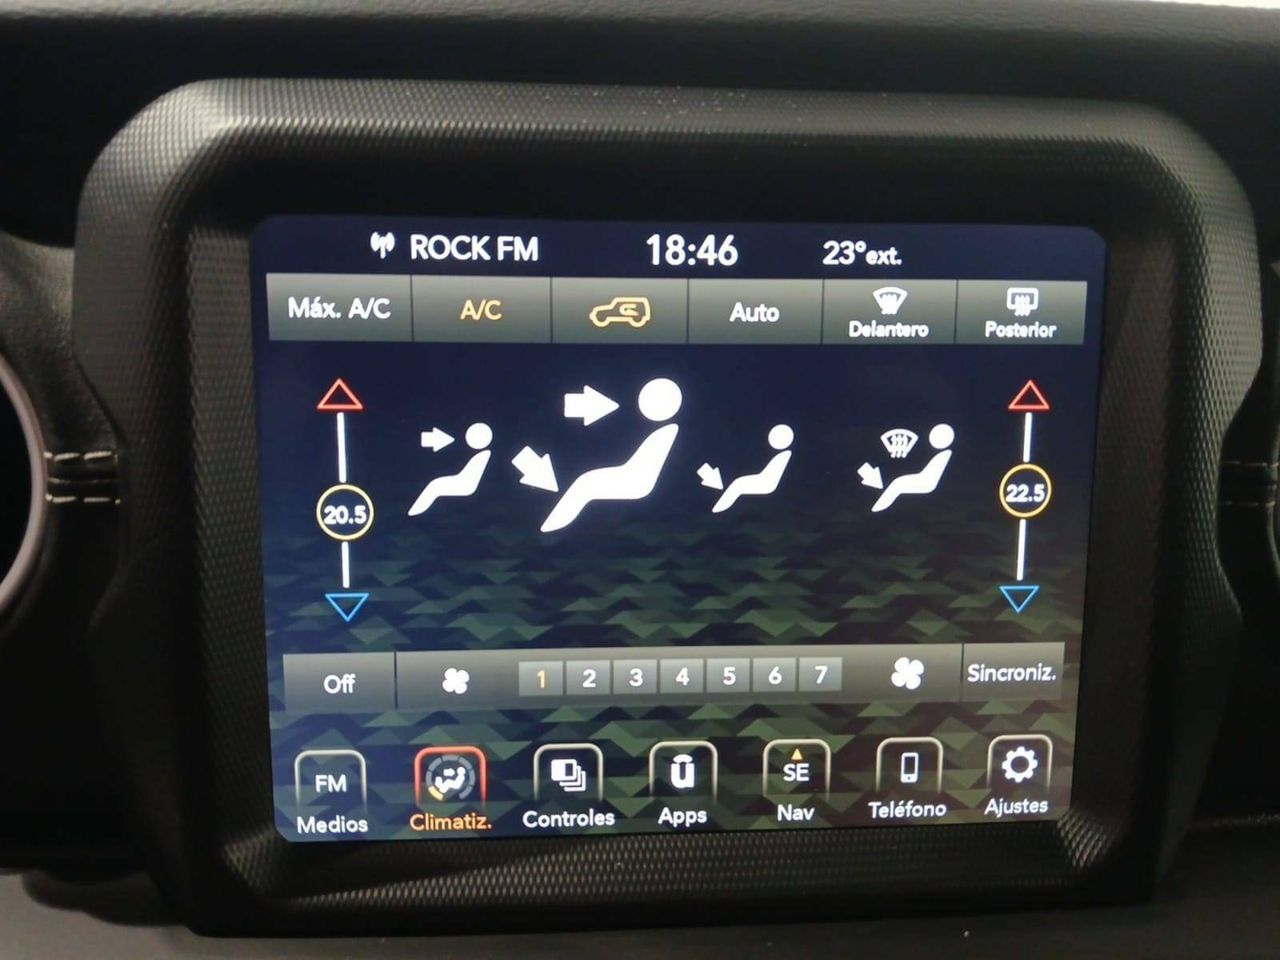 ROCK FM 18:46 23°ext.
Máx. A/C A/C Auto Delantero Posterior
20.5 22.5
Off 1 2 3 4 5 6 7 Sincroniz.
FM SE
Medios Climatiz. Controles Apps Nav Teléfono Ajustes